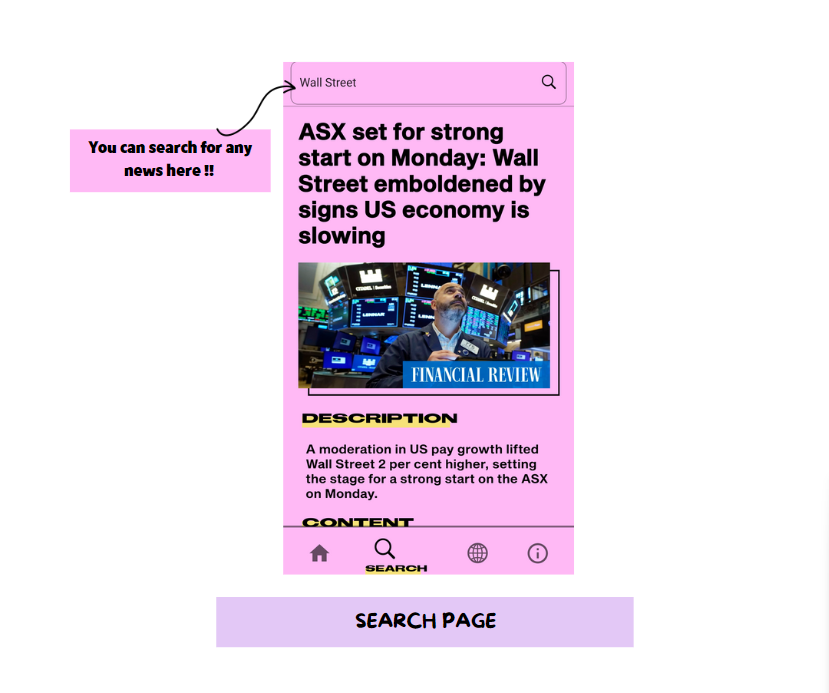 Wall Street
You can search for any
news here !!
ASX set for strong
start on Monday: Wall
Street emboldened by
signs US economy is
slowing
LENNAR
FINANCIAL REVIEW
DESCRIPTION
A moderation in US pay growth lifted
Wall Street 2 per cent higher, setting
the stage for a strong start on the ASX
on Monday.
CONTENT
SEARCH
SEARCH PAGE